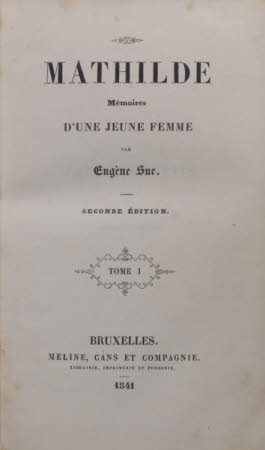 MATHILDE
Mémoires
D'UNE JEUNE FEMME
PAR
Eugène Sue.
SECONDE ÉDITION.
TOME I
BRUXELLES.
MELINE, CANS ET COMPAGNIE.
LIBRAIRIE, IMPRIMERIE ET FONDERIE.
1841